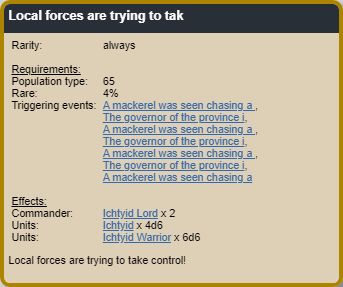 Local forces are trying to tak
Rarity: always
Requirements:
Population type: 65
Rare: 4%
Triggering events: A mackerel was seen chasing a ,
The governor of the province i,
A mackerel was seen chasing a ,
The governor of the province i,
A mackerel was seen chasing a ,
The governor of the province i,
A mackerel was seen chasing a
Effects:
Commander: Ichtyid Lord x 2
Units: Ichtyid x 4d6
Units: Ichtyid Warrior x 6d6
Local forces are trying to take control!